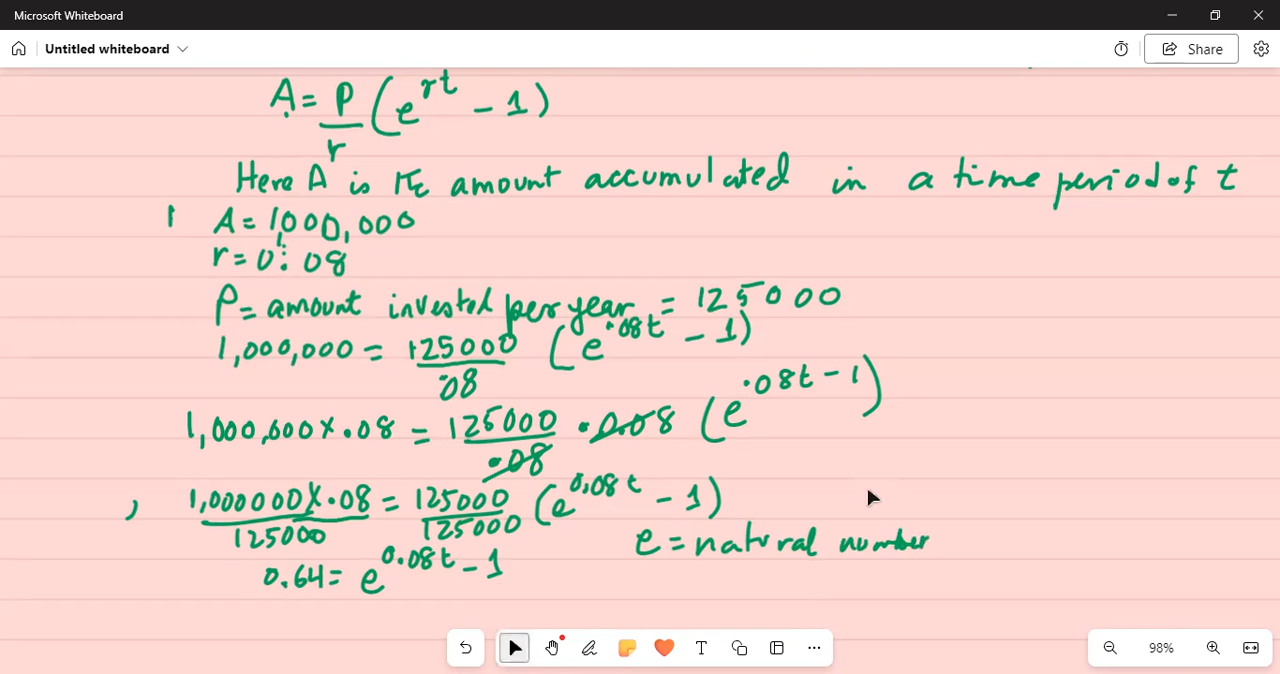 Microsoft Whiteboard
Untitled whiteboard
Share
A = P/r (e^rt - 1)
Here A is the amount accumulated in a time period of t
A = 1000,000
r = 0.08
P = amount invested per year = 125000
1,000,000 = 125000/.08 (e^.08t - 1)
1,000,000 x .08 = 125000/.08 . 0.08 (e^.08t - 1)
, 1,000000 x .08/125000 = 125000/125000 (e^0.08t - 1)
e = natural number
0.64 = e^0.08t - 1
98%